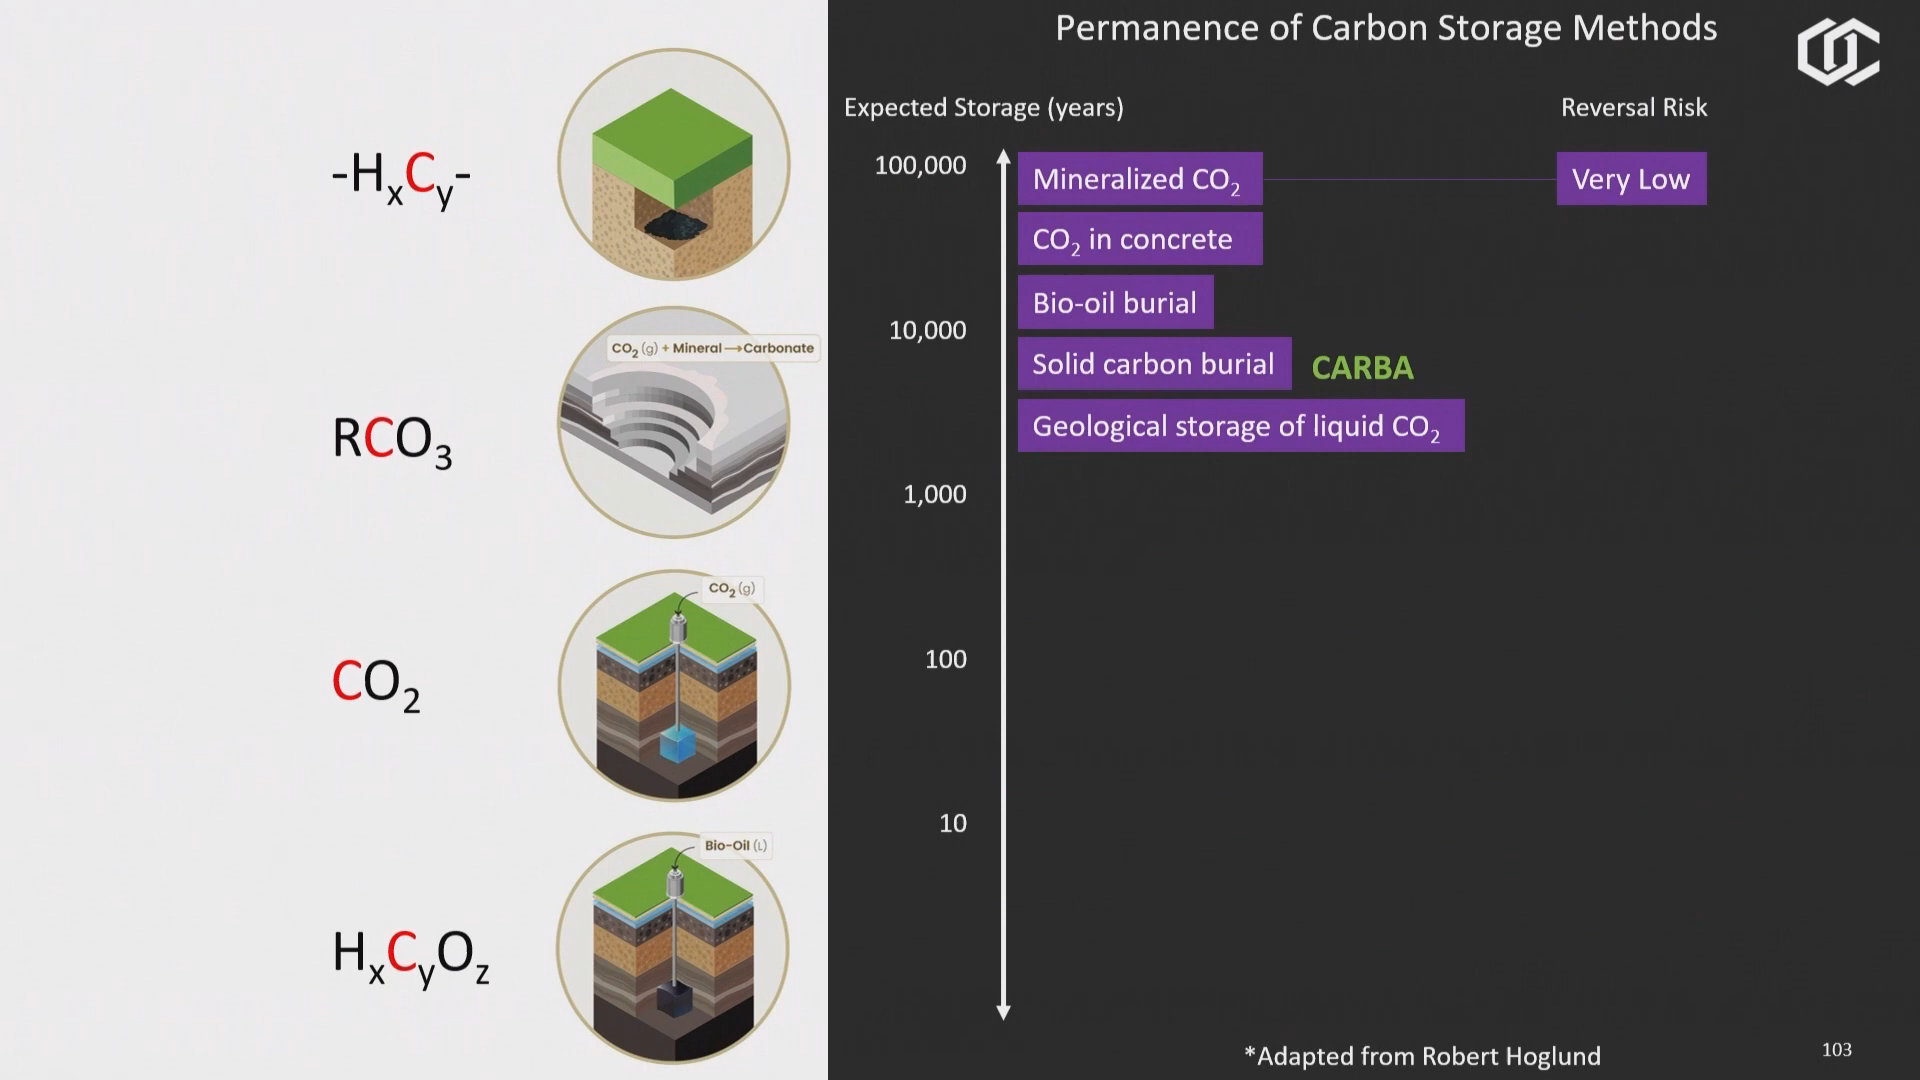 Permanence of Carbon Storage Methods
-HₓC_y-
CO₂ (g) + Mineral → Carbonate
RCO₃
CO₂ (g)
CO₂
Bio-Oil (L)
HₓC_yO_z
Expected Storage (years)
Reversal Risk
100,000
Mineralized CO₂
Very Low
CO₂ in concrete
Bio-oil burial
10,000
Solid carbon burial
CARBA
Geological storage of liquid CO₂
1,000
100
10
*Adapted from Robert Hoglund
103